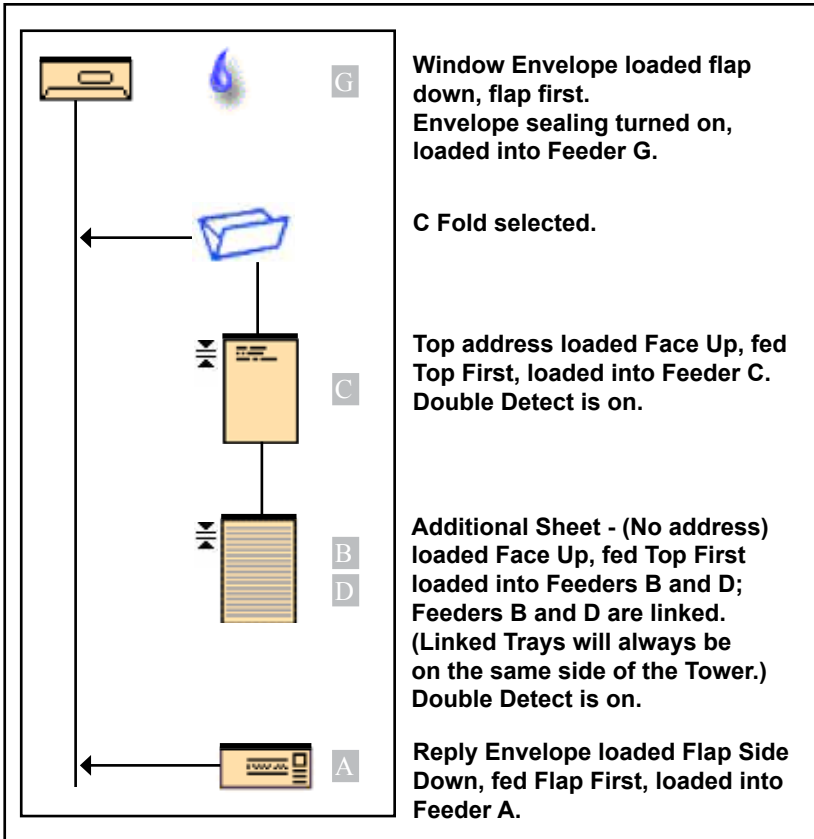 G
Window Envelope loaded flap
down, flap first.
Envelope sealing turned on,
loaded into Feeder G.
C Fold selected.
C
Top address loaded Face Up, fed
Top First, loaded into Feeder C.
Double Detect is on.
B
D
Additional Sheet - (No address)
loaded Face Up, fed Top First
loaded into Feeders B and D;
Feeders B and D are linked.
(Linked Trays will always be
on the same side of the Tower.)
Double Detect is on.
A
Reply Envelope loaded Flap Side
Down, fed Flap First, loaded into
Feeder A.